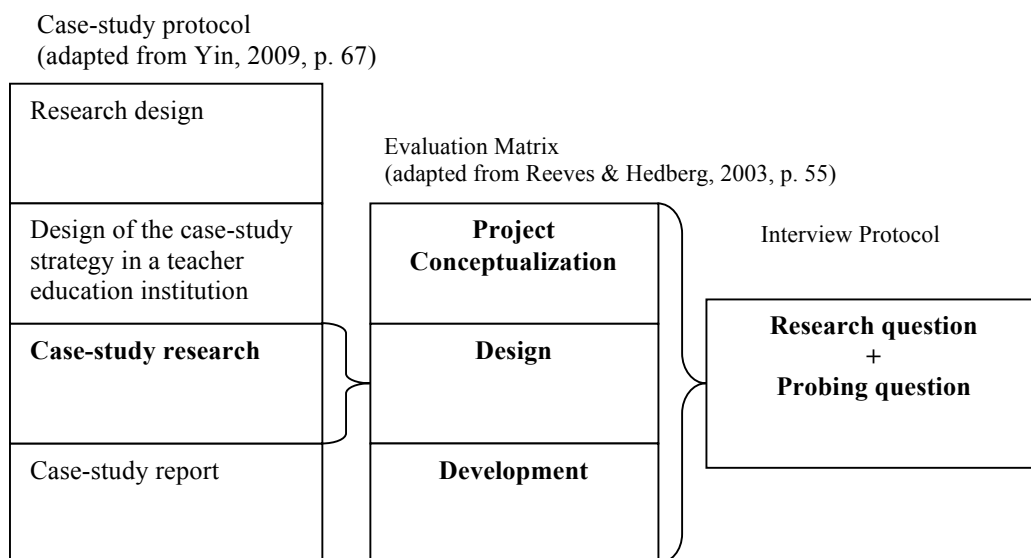 Case-study protocol
(adapted from Yin, 2009, p. 67)
Research design
Design of the case-study
strategy in a teacher
education institution
Case-study research
Case-study report
Evaluation Matrix
(adapted from Reeves & Hedberg, 2003, p. 55)
Project
Conceptualization
Design
Development
Interview Protocol
Research question
+
Probing question